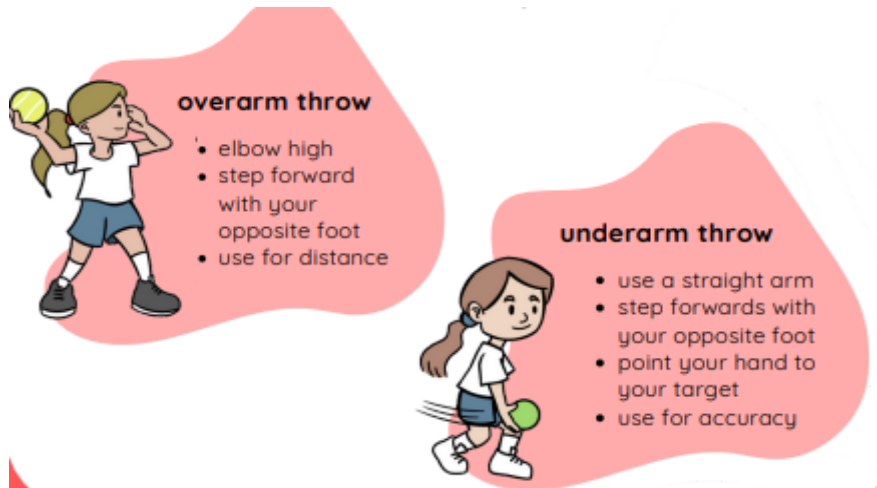 overarm throw
• elbow high
• step forward
with your
opposite foot
• use for distance
underarm throw
• use a straight arm
• step forwards with
your opposite foot
• point your hand to
your target
• use for accuracy